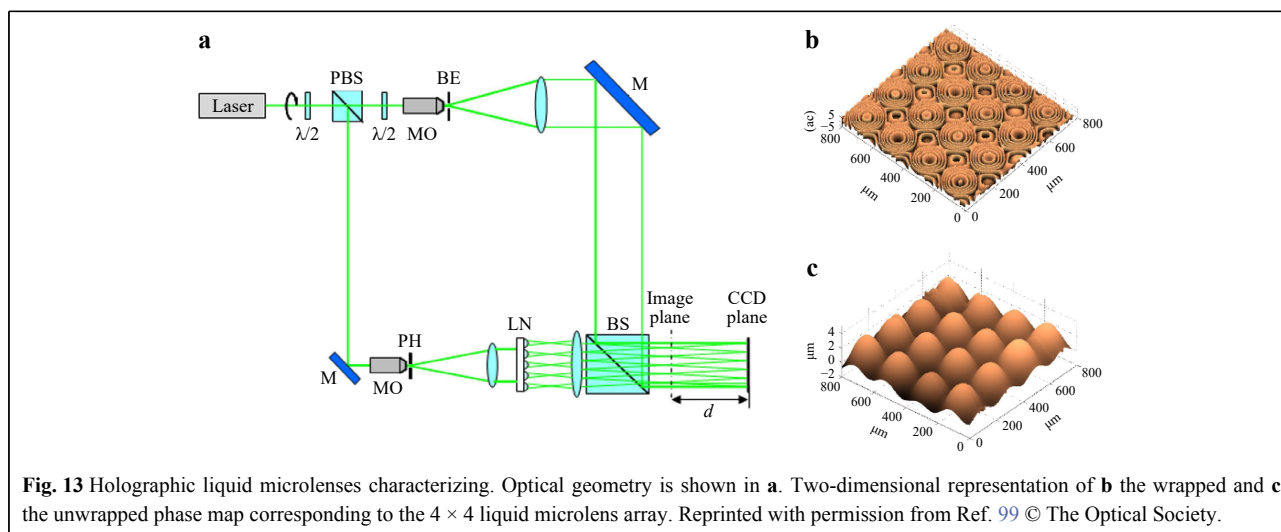 a
PBS
BE
M
Laser
λ/2
λ/2
MO
LN
BS
Image
plane
CCD
plane
PH
M
MO
d
b
(ac)
5
−5
800
600
400
200
0
μm
0
200
400
600
800
μm
c
μm
4
2
0
−2
800
600
400
200
0
μm
0
200
400
600
800
μm
Fig. 13 Holographic liquid microlenses characterizing. Optical geometry is shown in a. Two-dimensional representation of b the wrapped and c
the unwrapped phase map corresponding to the 4 × 4 liquid microlens array. Reprinted with permission from Ref. 99 © The Optical Society.